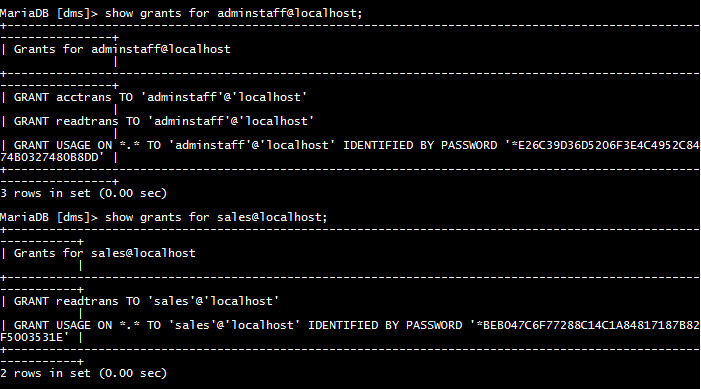 MariaDB [dms]> show grants for adminstaff@localhost;
+---------------------------------------------------------------------------------------------------
----------------+
| Grants for adminstaff@localhost
                |
+---------------------------------------------------------------------------------------------------
----------------+
| GRANT acctrans TO 'adminstaff'@'localhost'
                |
| GRANT readtrans TO 'adminstaff'@'localhost'
                |
| GRANT USAGE ON *.* TO 'adminstaff'@'localhost' IDENTIFIED BY PASSWORD '*E26C39D36D5206F3E4C4952C84
74B0327480B8DD' |
+---------------------------------------------------------------------------------------------------
----------------+
3 rows in set (0.00 sec)
MariaDB [dms]> show grants for sales@localhost;
+---------------------------------------------------------------------------------------------------
-----------+
| Grants for sales@localhost
           |
+---------------------------------------------------------------------------------------------------
-----------+
| GRANT readtrans TO 'sales'@'localhost'
           |
| GRANT USAGE ON *.* TO 'sales'@'localhost' IDENTIFIED BY PASSWORD '*BEB047C6F77288C14C1A84817187B82
F5003531E' |
+---------------------------------------------------------------------------------------------------
-----------+
2 rows in set (0.00 sec)